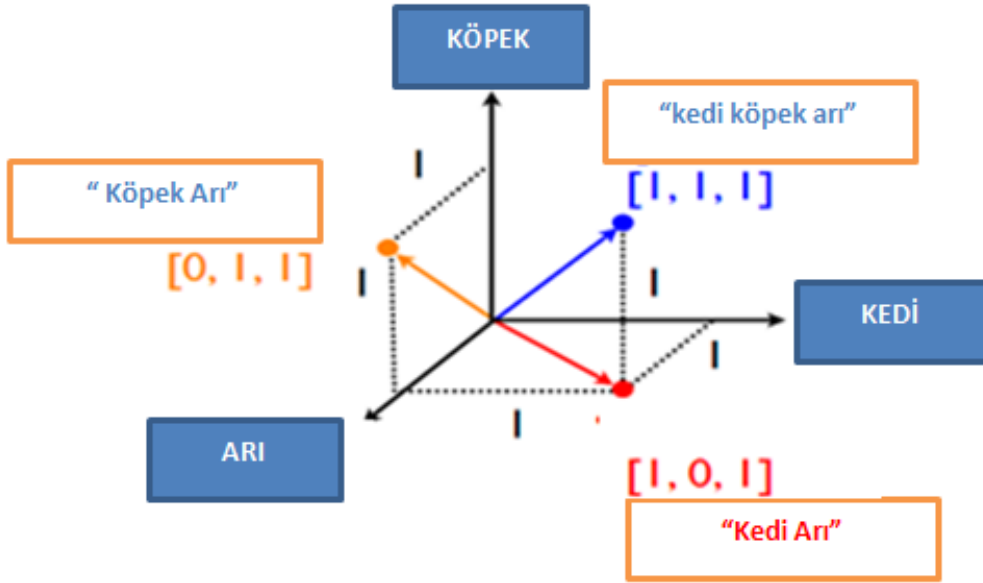 KÖPEK
“kedi köpek arı”
“ Köpek Arı”
[1, 1, 1]
[0, 1, 1]
1
1
1
1
1
KEDİ
ARI
[1, 0, 1]
“Kedi Arı”